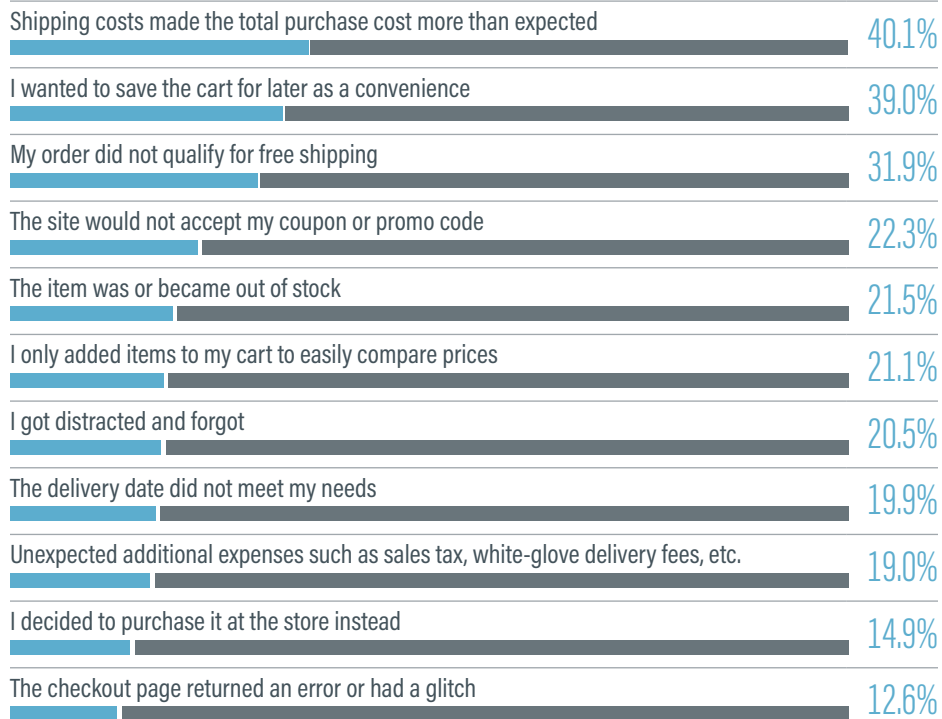 Shipping costs made the total purchase cost more than expected
40.1%
I wanted to save the cart for later as a convenience
39.0%
My order did not qualify for free shipping
31.9%
The site would not accept my coupon or promo code
22.3%
The item was or became out of stock
21.5%
I only added items to my cart to easily compare prices
21.1%
I got distracted and forgot
20.5%
The delivery date did not meet my needs
19.9%
Unexpected additional expenses such as sales tax, white-glove delivery fees, etc.
19.0%
I decided to purchase it at the store instead
14.9%
The checkout page returned an error or had a glitch
12.6%